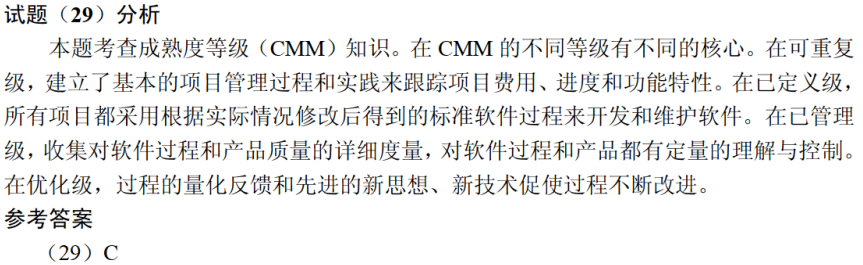 试题（29）分析
本题考查成熟度等级（CMM）知识。在 CMM 的不同等级有不同的核心。在可重复
级，建立了基本的项目管理过程和实践来跟踪项目费用、进度和功能特性。在已定义级，
所有项目都采用根据实际情况修改后得到的标准软件过程来开发和维护软件。在已管理
级，收集对软件过程和产品质量的详细度量，对软件过程和产品都有定量的理解与控制。
在优化级，过程的量化反馈和先进的新思想、新技术促使过程不断改进。
参考答案
（29）C